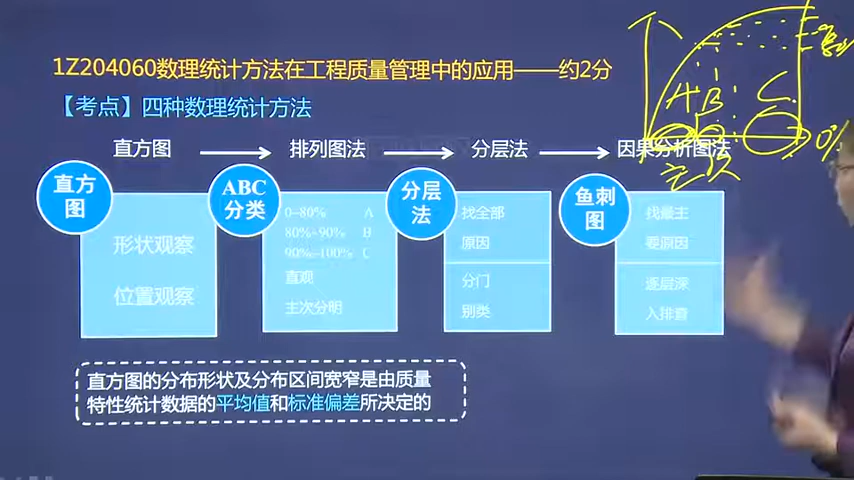 1Z204060数理统计方法在工程质量管理中的应用——约2分
【考点】四种数理统计方法
直方图
排列图法
分层法
因果分析图法
直方
图
形状观察
位置观察
ABC
分类
0~80% A
80%~90% B
90%~100% C
直观
主次分明
分层
法
找全部
原因
分门
别类
鱼刺
图
找最主
要原因
逐层深
入排查
直方图的分布形状及分布区间宽窄是由质量
特性统计数据的平均值和标准偏差所决定的
A B C
0%
主次